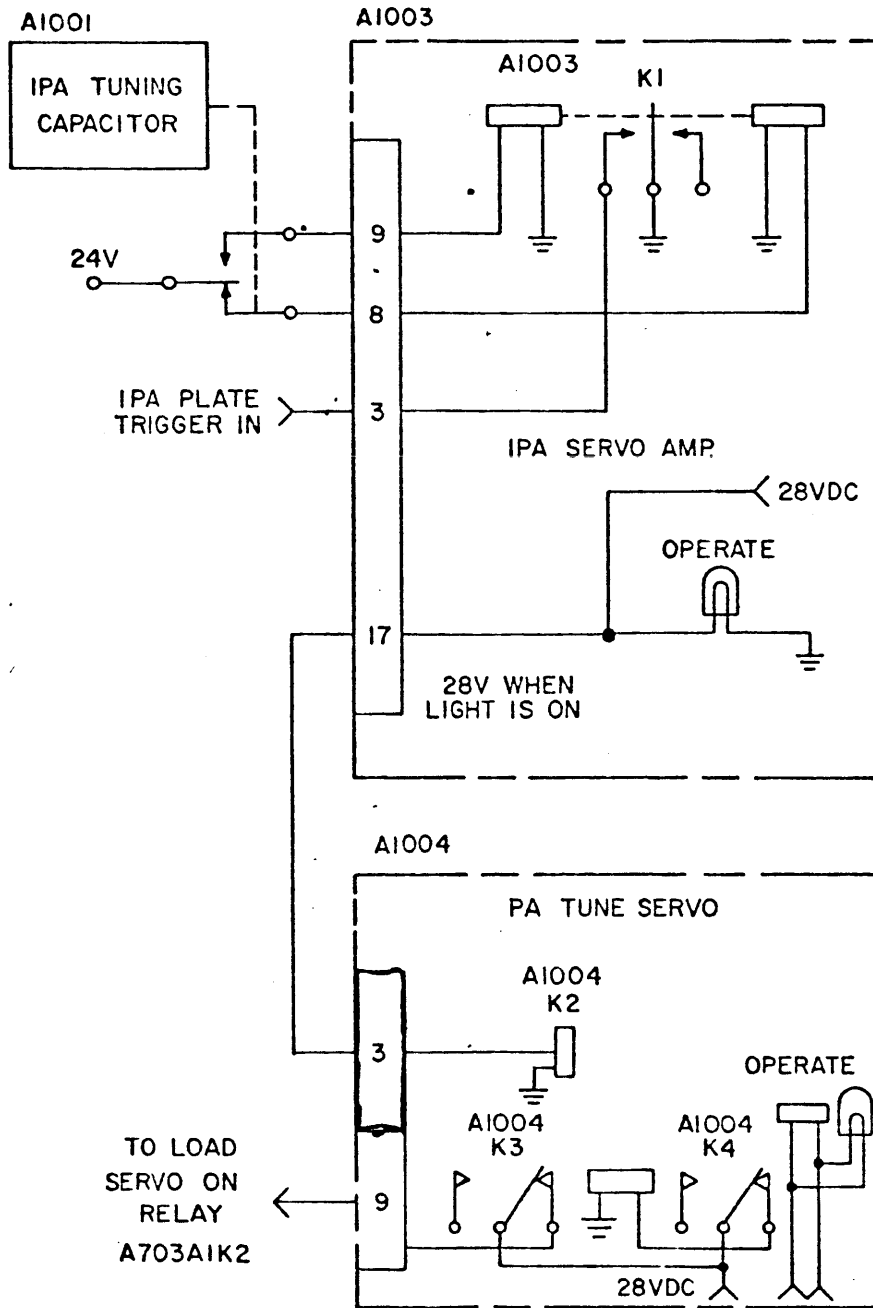 A1001
A1003
IPA TUNING
CAPACITOR
A1003
K1
9
24V
8
IPA PLATE
TRIGGER IN
3
IPA SERVO AMP.
28VDC
OPERATE
17
28V WHEN
LIGHT IS ON
A1004
PA TUNE SERVO
A1004
K2
3
OPERATE
A1004
K3
A1004
K4
TO LOAD
SERVO ON
RELAY
A703A1K2
9
28VDC